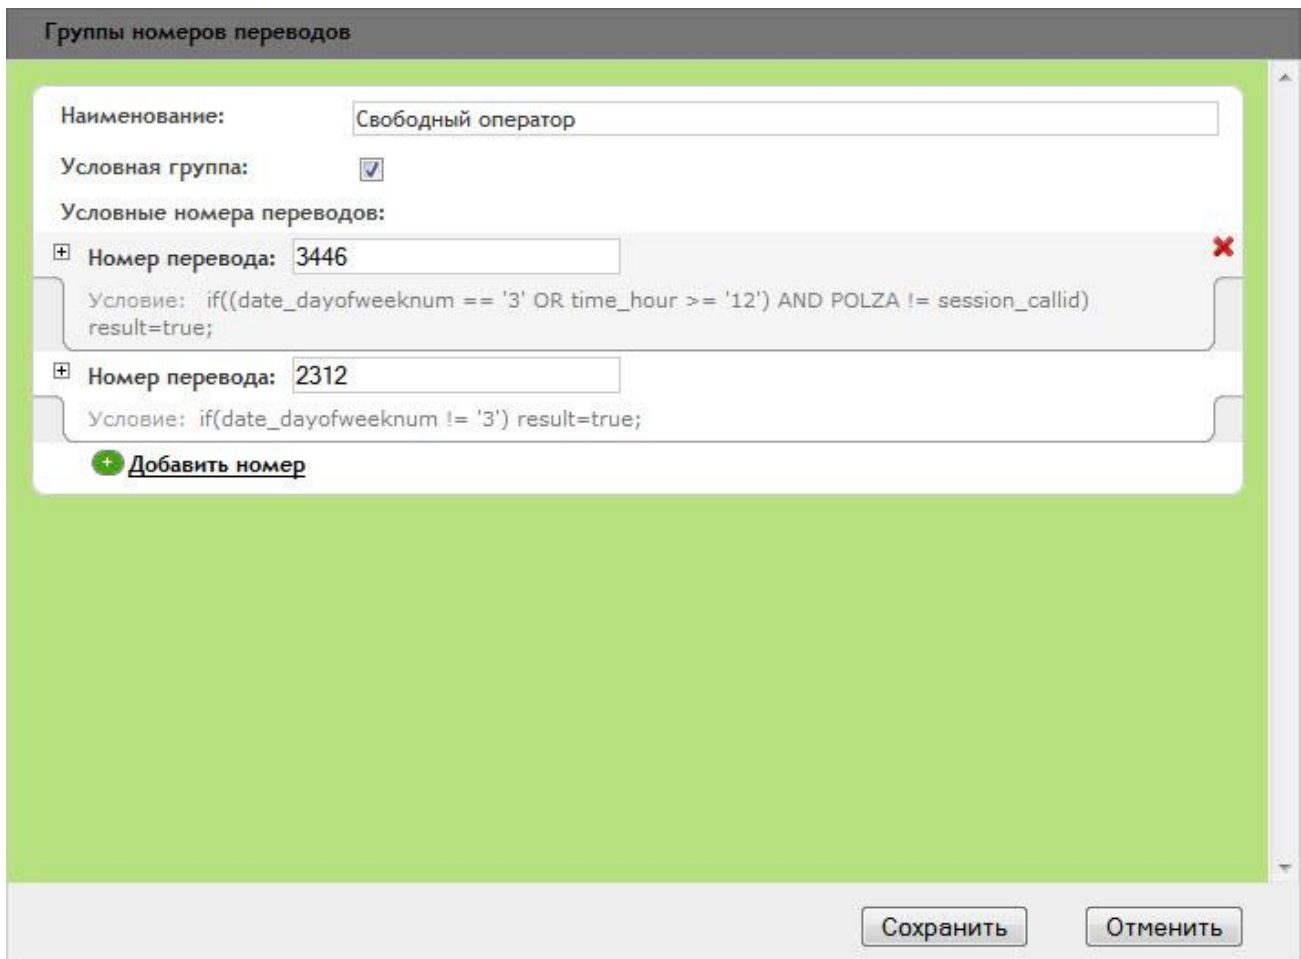 Группы номеров переводов
Наименование: Свободный оператор
Условная группа:
Условные номера переводов:
Номер перевода: 3446
Условие: if((date_dayofweeknum == '3' OR time_hour >= '12') AND POLZA != session_callid)
result=true;
Номер перевода: 2312
Условие: if(date_dayofweeknum != '3') result=true;
Добавить номер
Сохранить Отменить